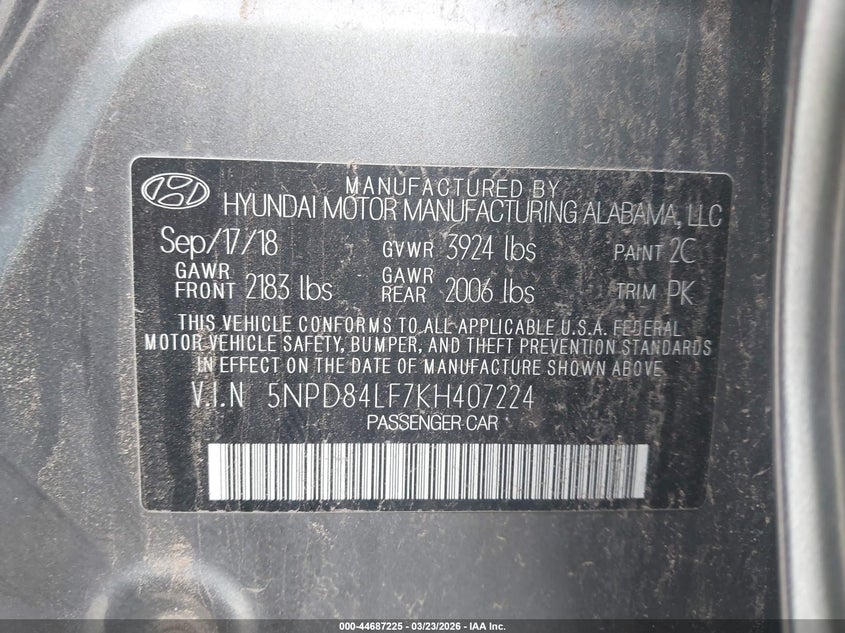 MANUFACTURED BY
HYUNDAI MOTOR MANUFACTURING ALABAMA, LLC
Sep/17/18 GVWR 3924 lbs PAINT 2C
GAWR FRONT 2183 lbs GAWR REAR 2006 lbs TRIM PK
THIS VEHICLE CONFORMS TO ALL APPLICABLE U.S.A. FEDERAL
MOTOR VEHICLE SAFETY, BUMPER, AND THEFT PREVENTION STANDARDS
IN EFFECT ON THE DATE OF MANUFACTURE SHOWN ABOVE
V.I.N 5NPD84LF7KH407224
PASSENGER CAR
000-44687225 | 03/23/2026 | IAA Inc.